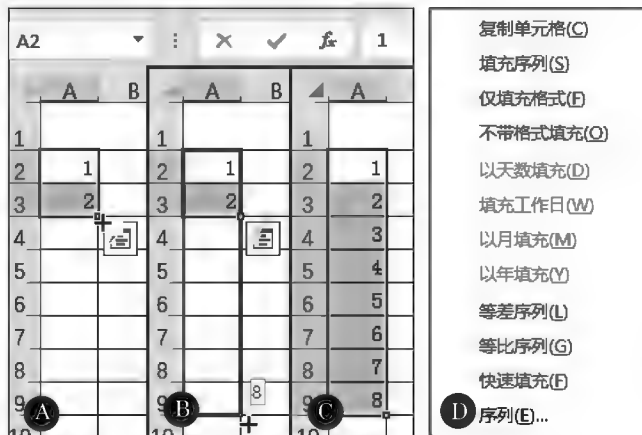 A2 : × ✓ fx 1
A B A B A
1 1 1
2 1 2 1 2 1
3 2 3 2 3 2
4 4 4 3
5 5 5 4
6 6 6 5
7 7 7 6
8 8 8 8 7
9 A 9 B 9 C 8
10 10 10
复制单元格(C)
填充序列(S)
仅填充格式(F)
不带格式填充(O)
以天数填充(D)
填充工作日(W)
以月填充(M)
以年填充(Y)
等差序列(L)
等比序列(G)
快速填充(F)
D 序列(E)...